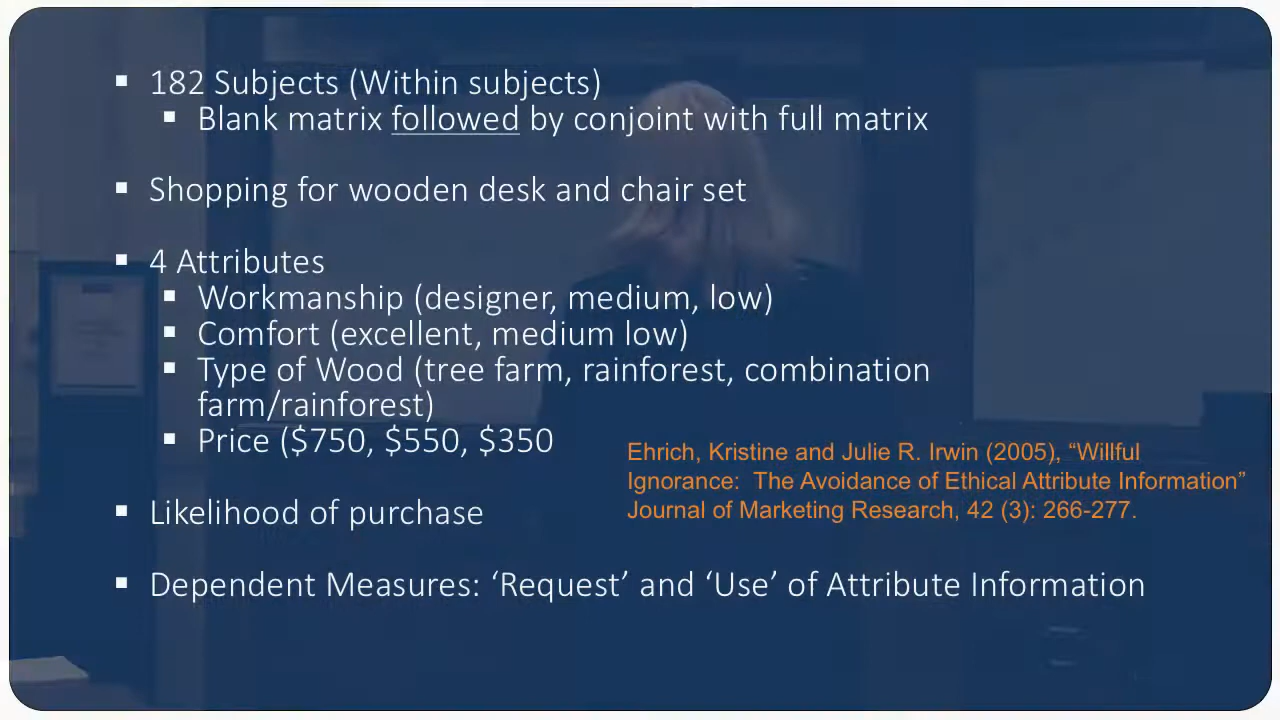 182 Subjects (Within subjects)
Blank matrix followed by conjoint with full matrix
Shopping for wooden desk and chair set
4 Attributes
Workmanship (designer, medium, low)
Comfort (excellent, medium low)
Type of Wood (tree farm, rainforest, combination
farm/rainforest)
Price ($750, $550, $350
Ehrich, Kristine and Julie R. Irwin (2005), “Willful
Ignorance:  The Avoidance of Ethical Attribute Information”
Journal of Marketing Research, 42 (3): 266-277.
Likelihood of purchase
Dependent Measures: ‘Request’ and ‘Use’ of Attribute Information